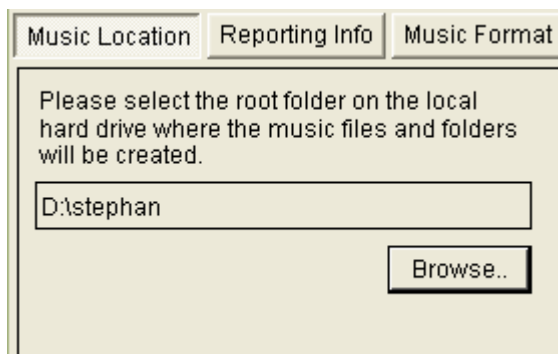 Music Location Reporting Info Music Format
Please select the root folder on the local
hard drive where the music files and folders
will be created.
D:\stephan
Browse..